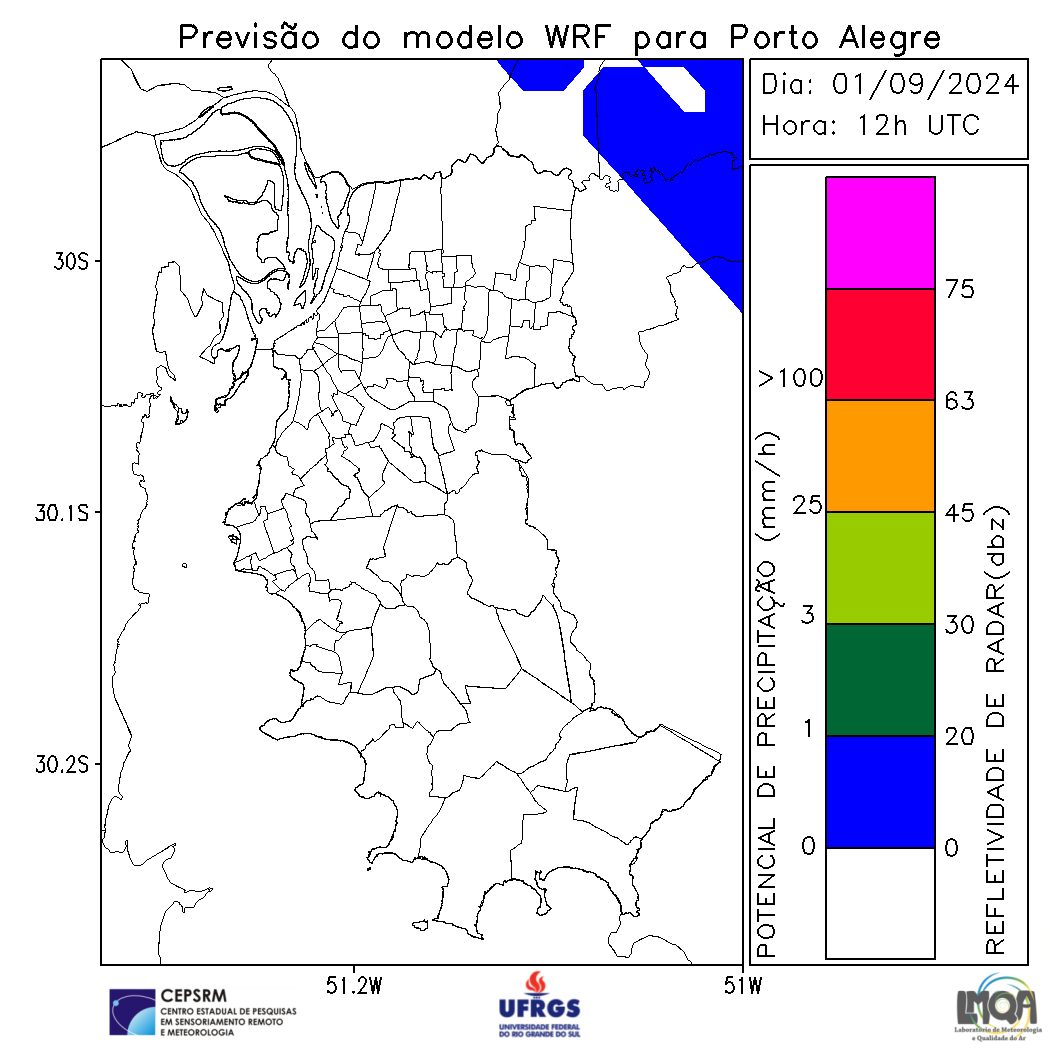 Previsão do modelo WRF para Porto Alegre
Dia: 01/09/2024
Hora: 12h UTC
30S
30.1S
30.2S
51.2W
51W
POTENCIAL DE PRECIPITAÇÃO (mm/h)
>100
25
3
1
0
75
63
45
30
20
0
REFLETIVIDADE DE RADAR(dbz)
CEPSRM
CENTRO ESTADUAL DE PESQUISAS
EM SENSORIAMENTO REMOTO
E METEOROLOGIA
UFRGS
UNIVERSIDADE FEDERAL
DO RIO GRANDE DO SUL
LMQA
Laboratório de Meteorologia
e Qualidade do Ar